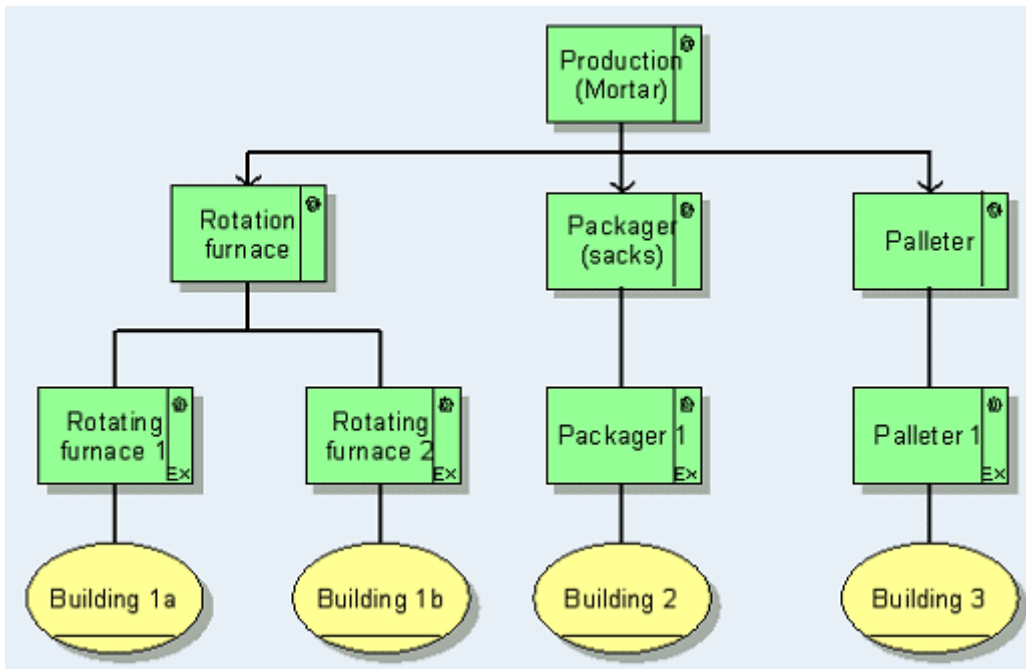 Production
(Mortar)
Rotation
furnace
Packager
(sacks)
Palleter
Rotating
furnace 1
Ex
Rotating
furnace 2
Ex
Packager 1
Ex
Palleter 1
Ex
Building 1a
Building 1b
Building 2
Building 3